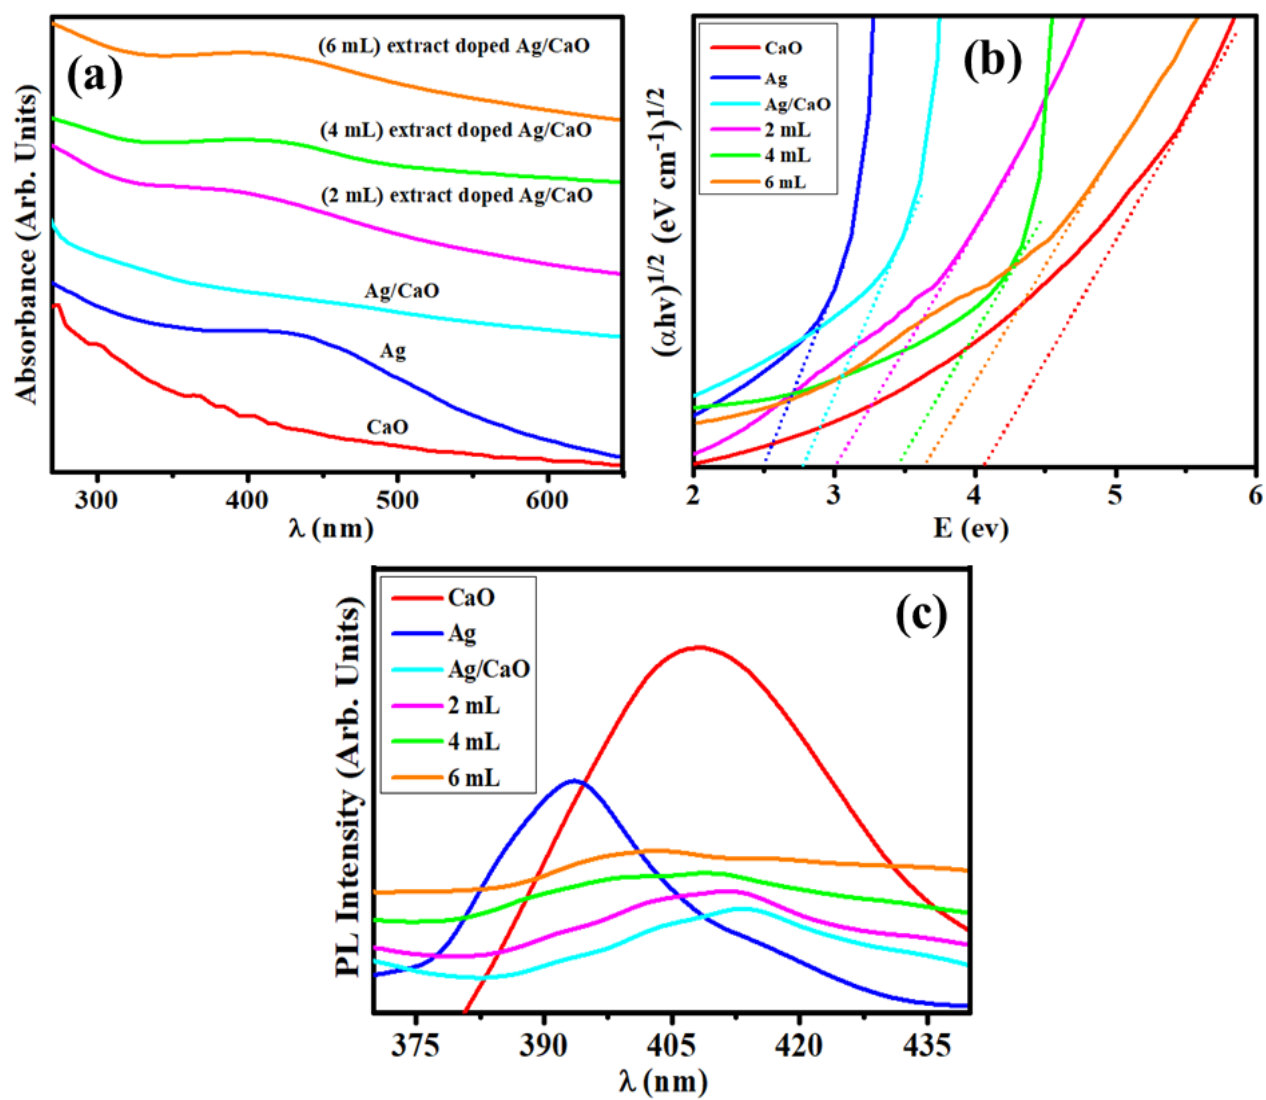 (a)
(6 mL) extract doped Ag/CaO
(4 mL) extract doped Ag/CaO
(2 mL) extract doped Ag/CaO
Ag/CaO
Ag
CaO
Absorbance (Arb. Units)
300 400 500 600
λ (nm)
(b)
CaO
Ag
Ag/CaO
2 mL
4 mL
6 mL
(αhv)1/2 (eV cm-1)1/2
2 3 4 5 6
E (ev)
(c)
CaO
Ag
Ag/CaO
2 mL
4 mL
6 mL
PL Intensity (Arb. Units)
375 390 405 420 435
λ (nm)